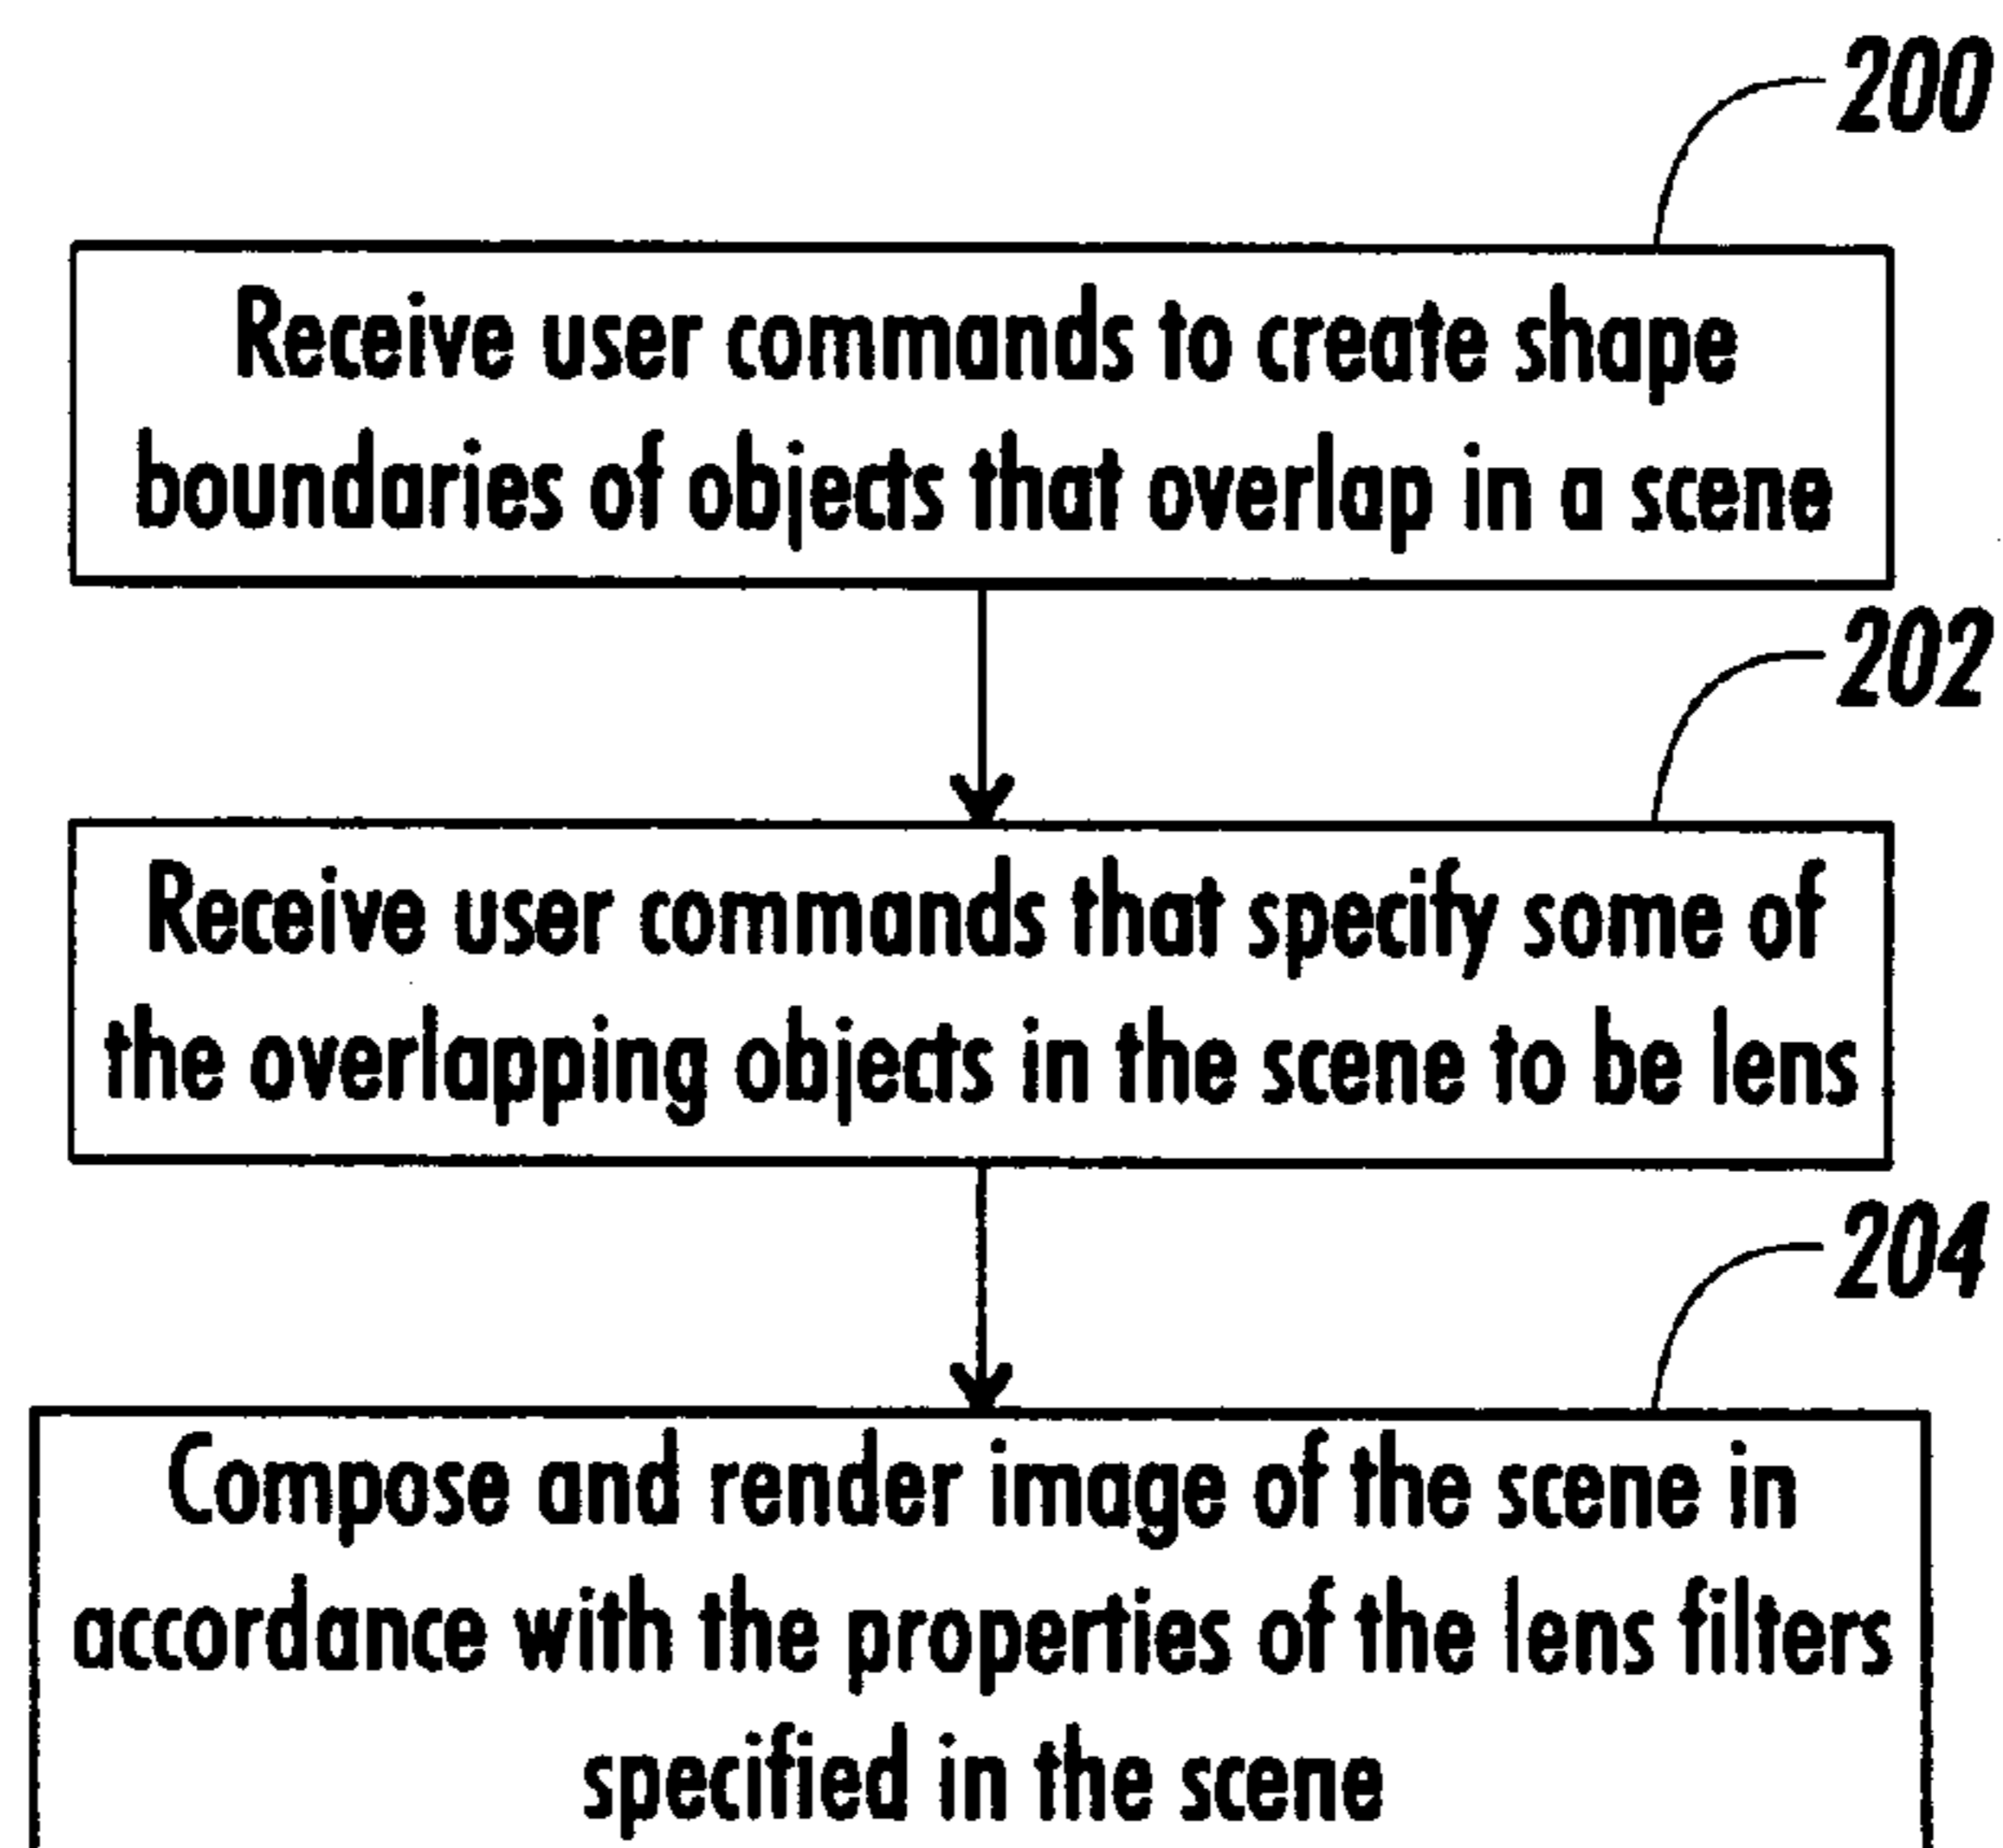 200
Receive user commands to create shape
boundaries of objects that overlap in a scene
202
Receive user commands that specify some of
the overlapping objects in the scene to be lens
204
Compose and render image of the scene in
accordance with the properties of the lens filters
specified in the scene